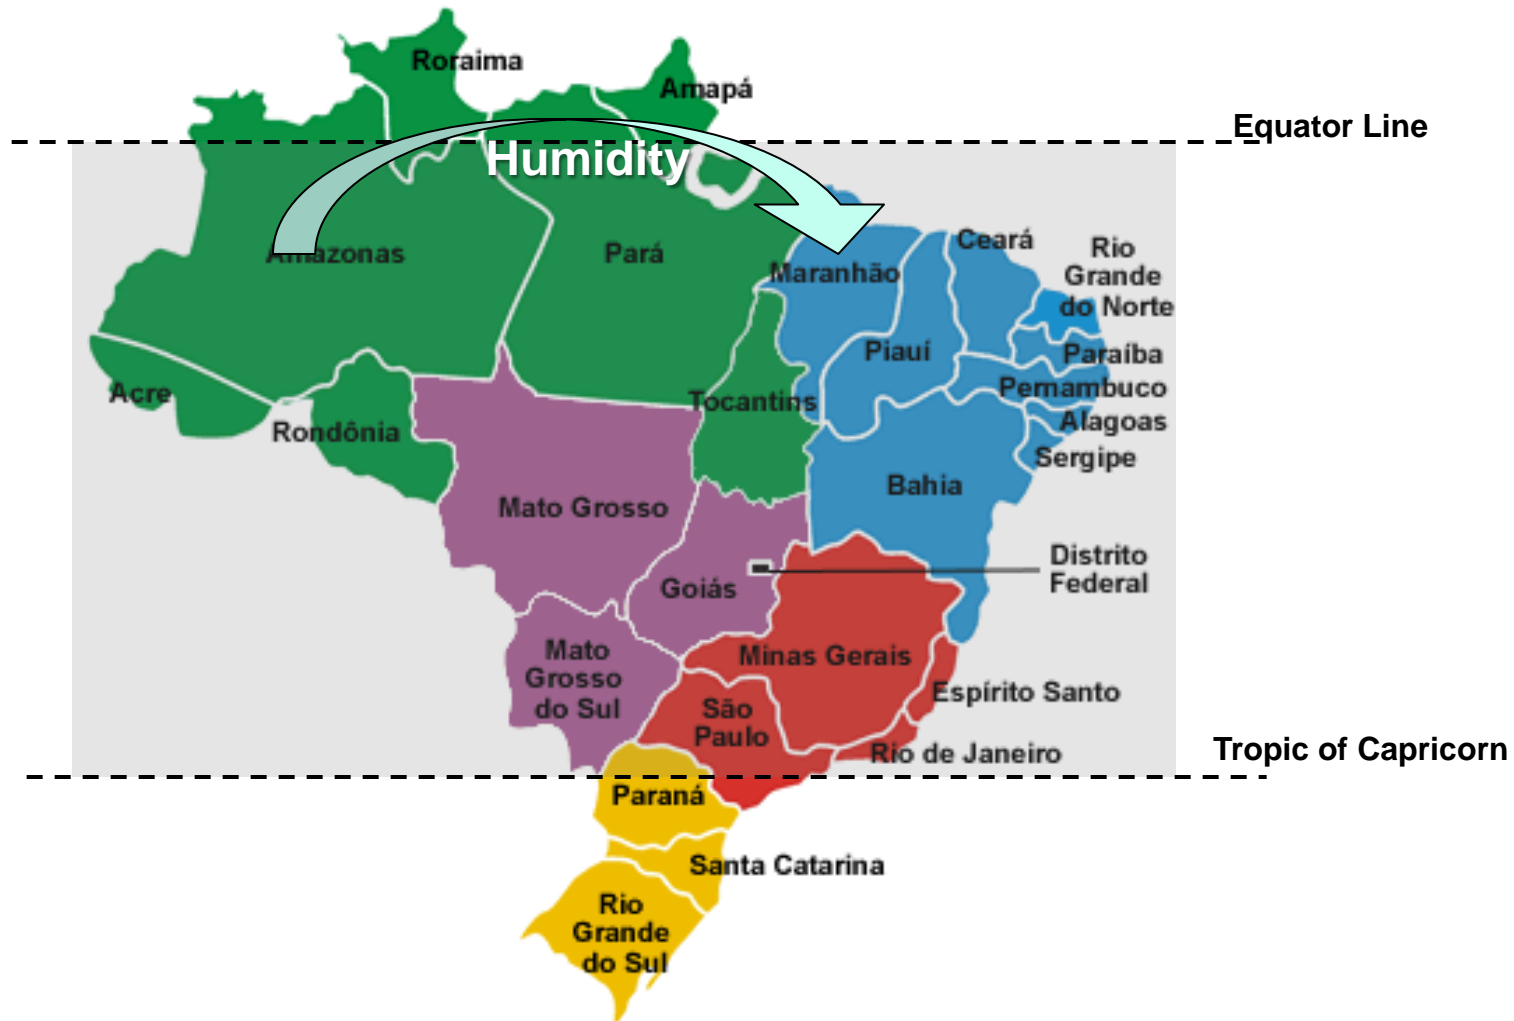 Roraima
Amapá
Equator Line
Humidity
Amazonas
Pará
Maranhão
Ceará
Rio
Grande
do Norte
Piauí
Paraíba
Pernambuco
Alagoas
Sergipe
Acre
Rondônia
Tocantins
Bahia
Mato Grosso
Goiás
Distrito
Federal
Mato
Grosso
do Sul
Minas Gerais
Espírito Santo
São
Paulo
Rio de Janeiro
Tropic of Capricorn
Paraná
Santa Catarina
Rio
Grande
do Sul